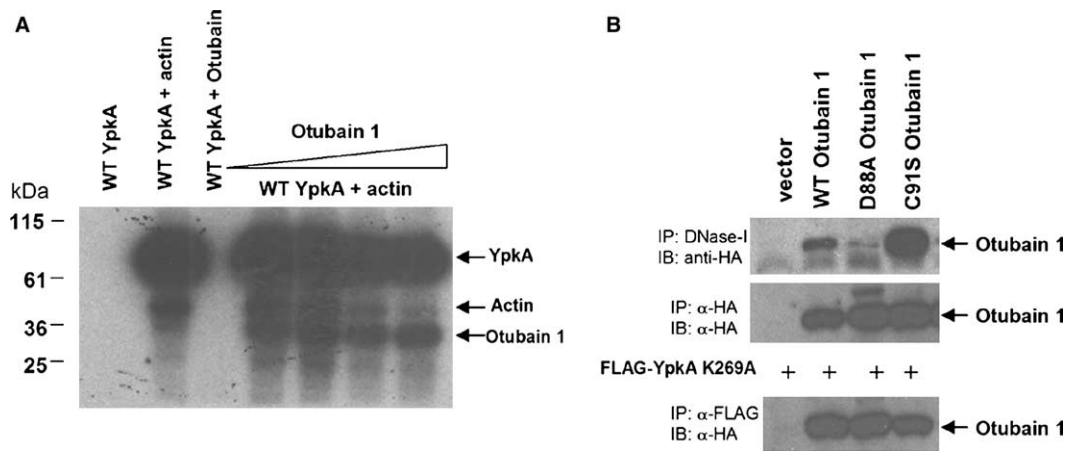 A
WT YpkA
WT YpkA + actin
WT YpkA + Otubain
Otubain 1
WT YpkA + actin
kDa
115
61
36
25
YpkA
Actin
Otubain 1
B
vector
WT Otubain 1
D88A Otubain 1
C91S Otubain 1
IP: DNase-I
IB: anti-HA
Otubain 1
IP: α-HA
IB: α-HA
Otubain 1
FLAG-YpkA K269A + + + +
IP: α-FLAG
IB: α-HA
Otubain 1